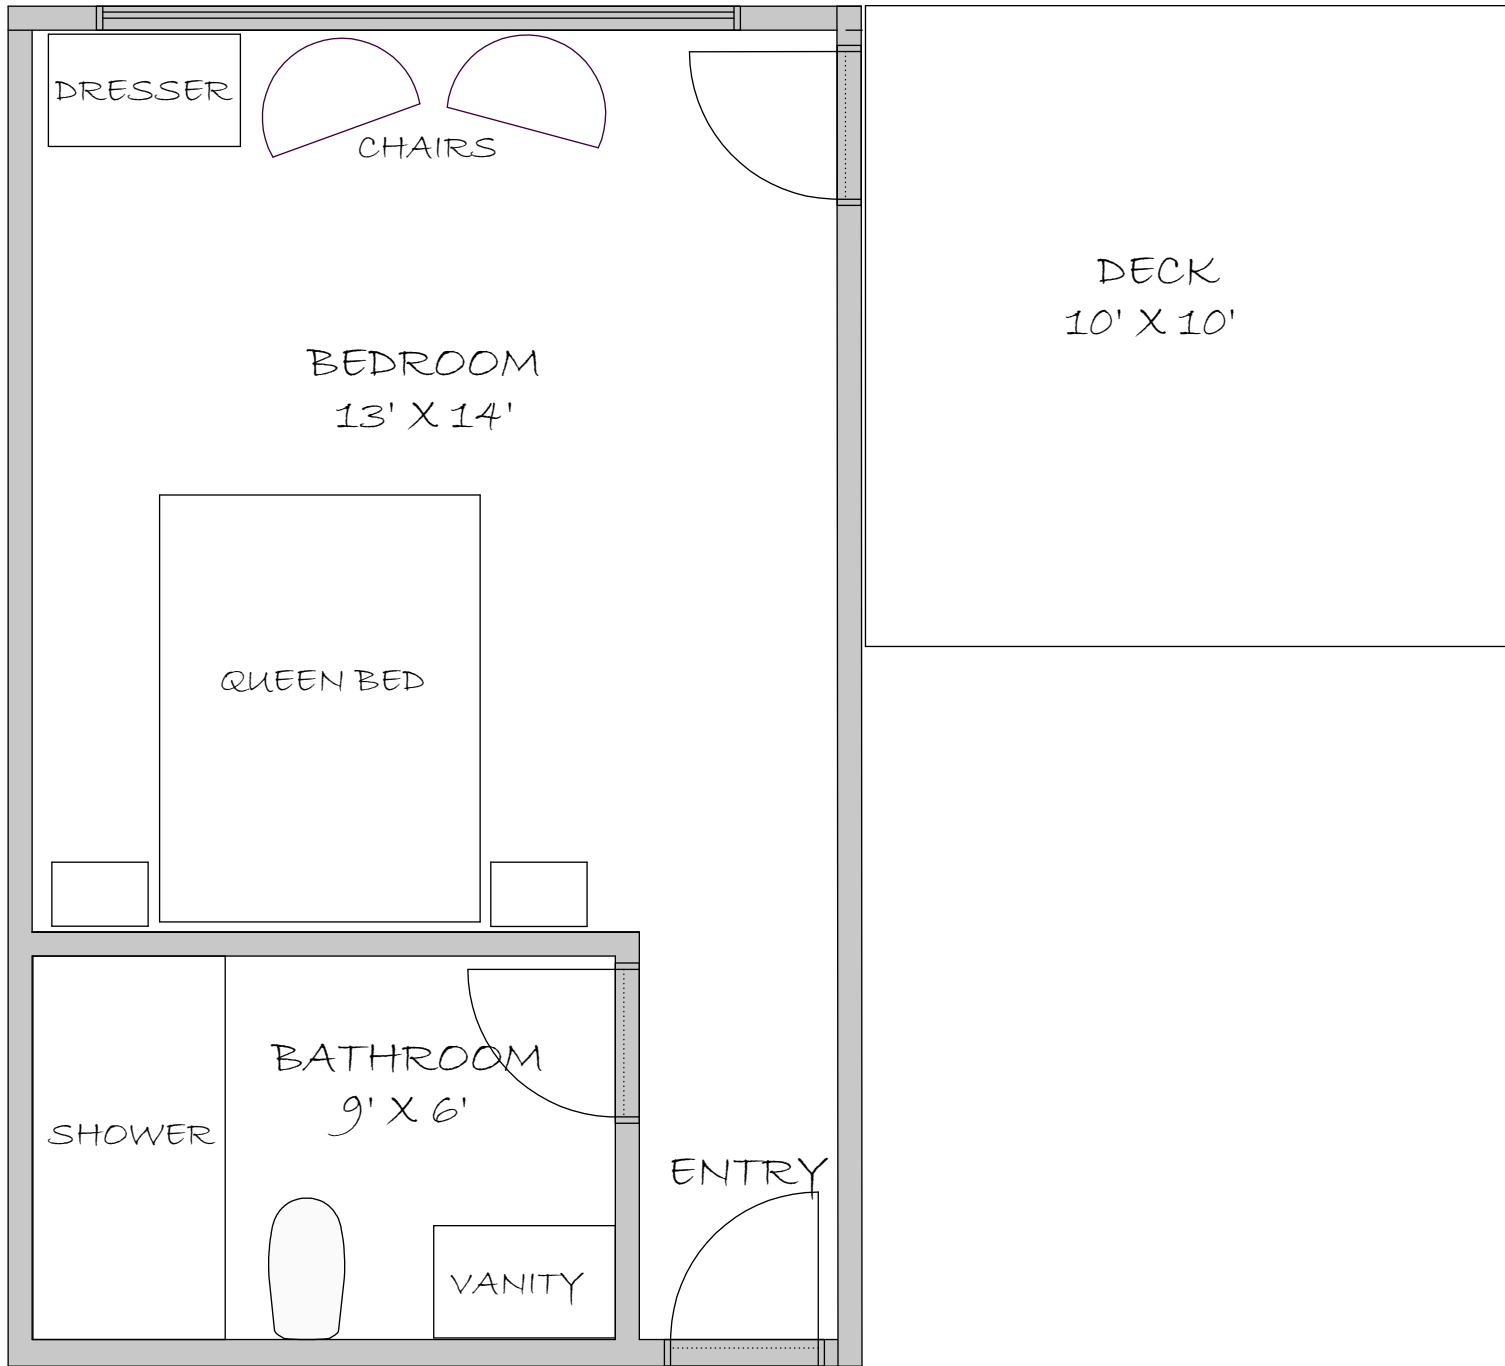 DRESSER
CHAIRS
DECK
10' X 10'
BEDROOM
13' X 14'
QUEEN BED
BATHROOM
9' X 6'
SHOWER
ENTRY
VANITY